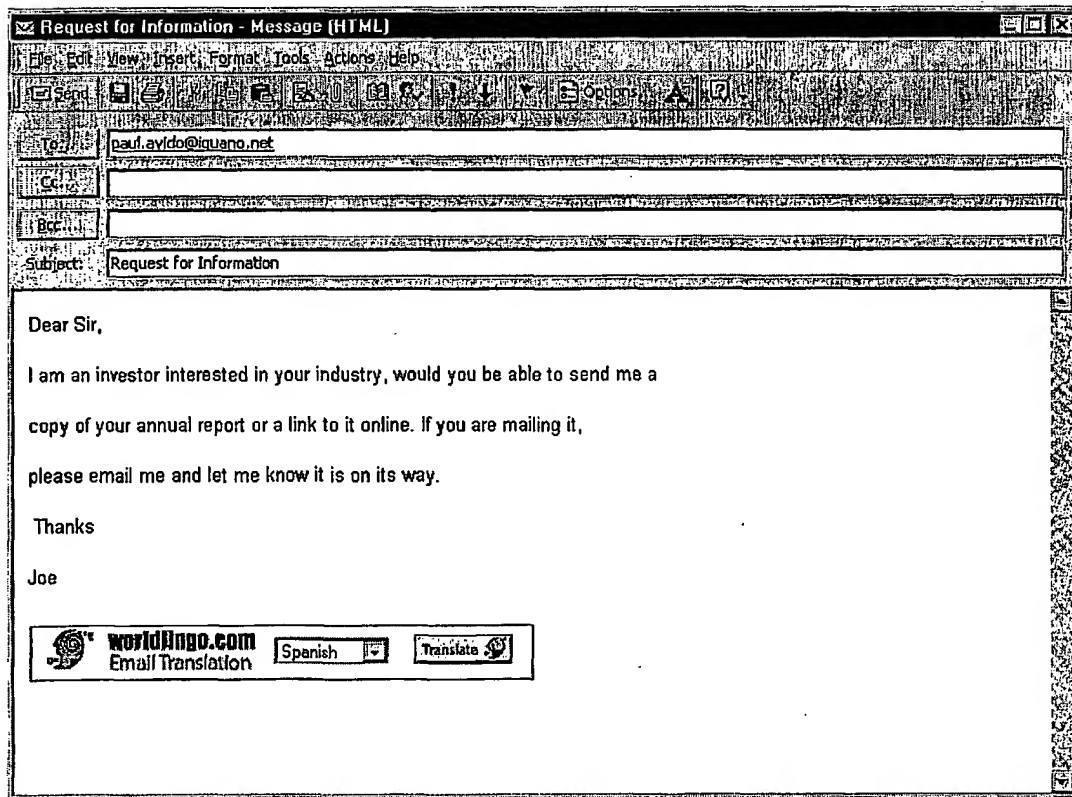 Request for Information - Message (HTML)
File Edit View Insert Format Tools Actions Help
Send Options...
To... paul.avido@iquano.net
Cc...
Bcc...
Subject: Request for Information
Dear Sir,
I am an investor interested in your industry, would you be able to send me a
copy of your annual report or a link to it online. If you are mailing it,
please email me and let me know it is on its way.
Thanks
Joe
worldlingo.com
Email Translation Spanish Translate